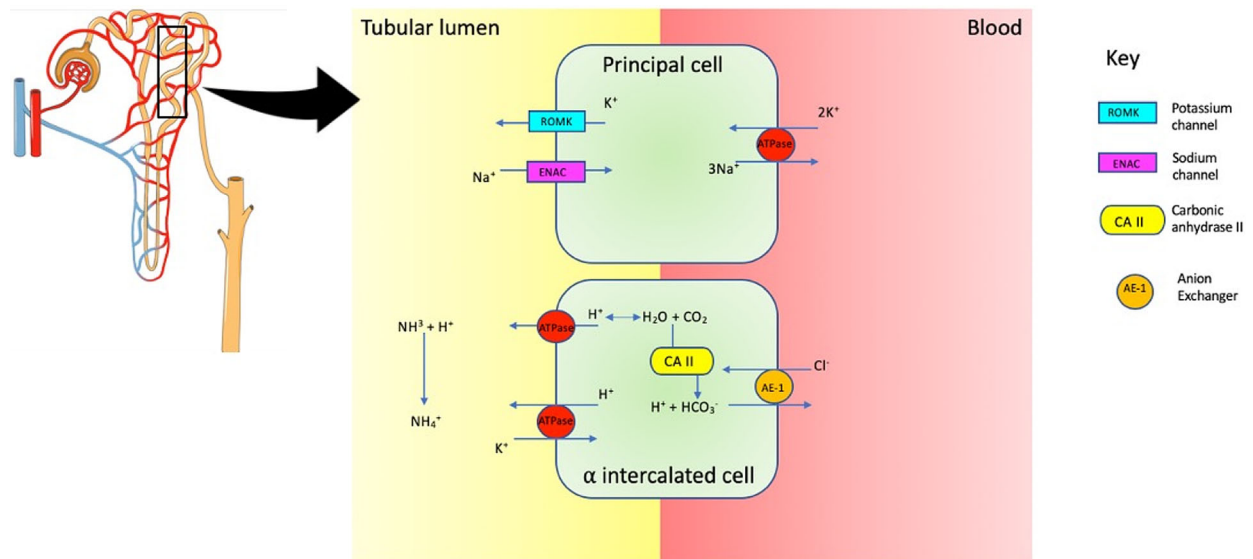 Tubular lumen
Blood
Principal cell
K⁺
ROMK
Na⁺
ENAC
2K⁺
ATPase
3Na⁺
NH³ + H⁺
NH₄⁺
ATPase
H⁺
H₂O + CO₂
CA II
H⁺ + HCO₃⁻
Cl⁻
AE-1
H⁺
ATPase
K⁺
α intercalated cell
Key
ROMK
Potassium
channel
ENAC
Sodium
channel
CA II
Carbonic
anhydrase II
AE-1
Anion
Exchanger